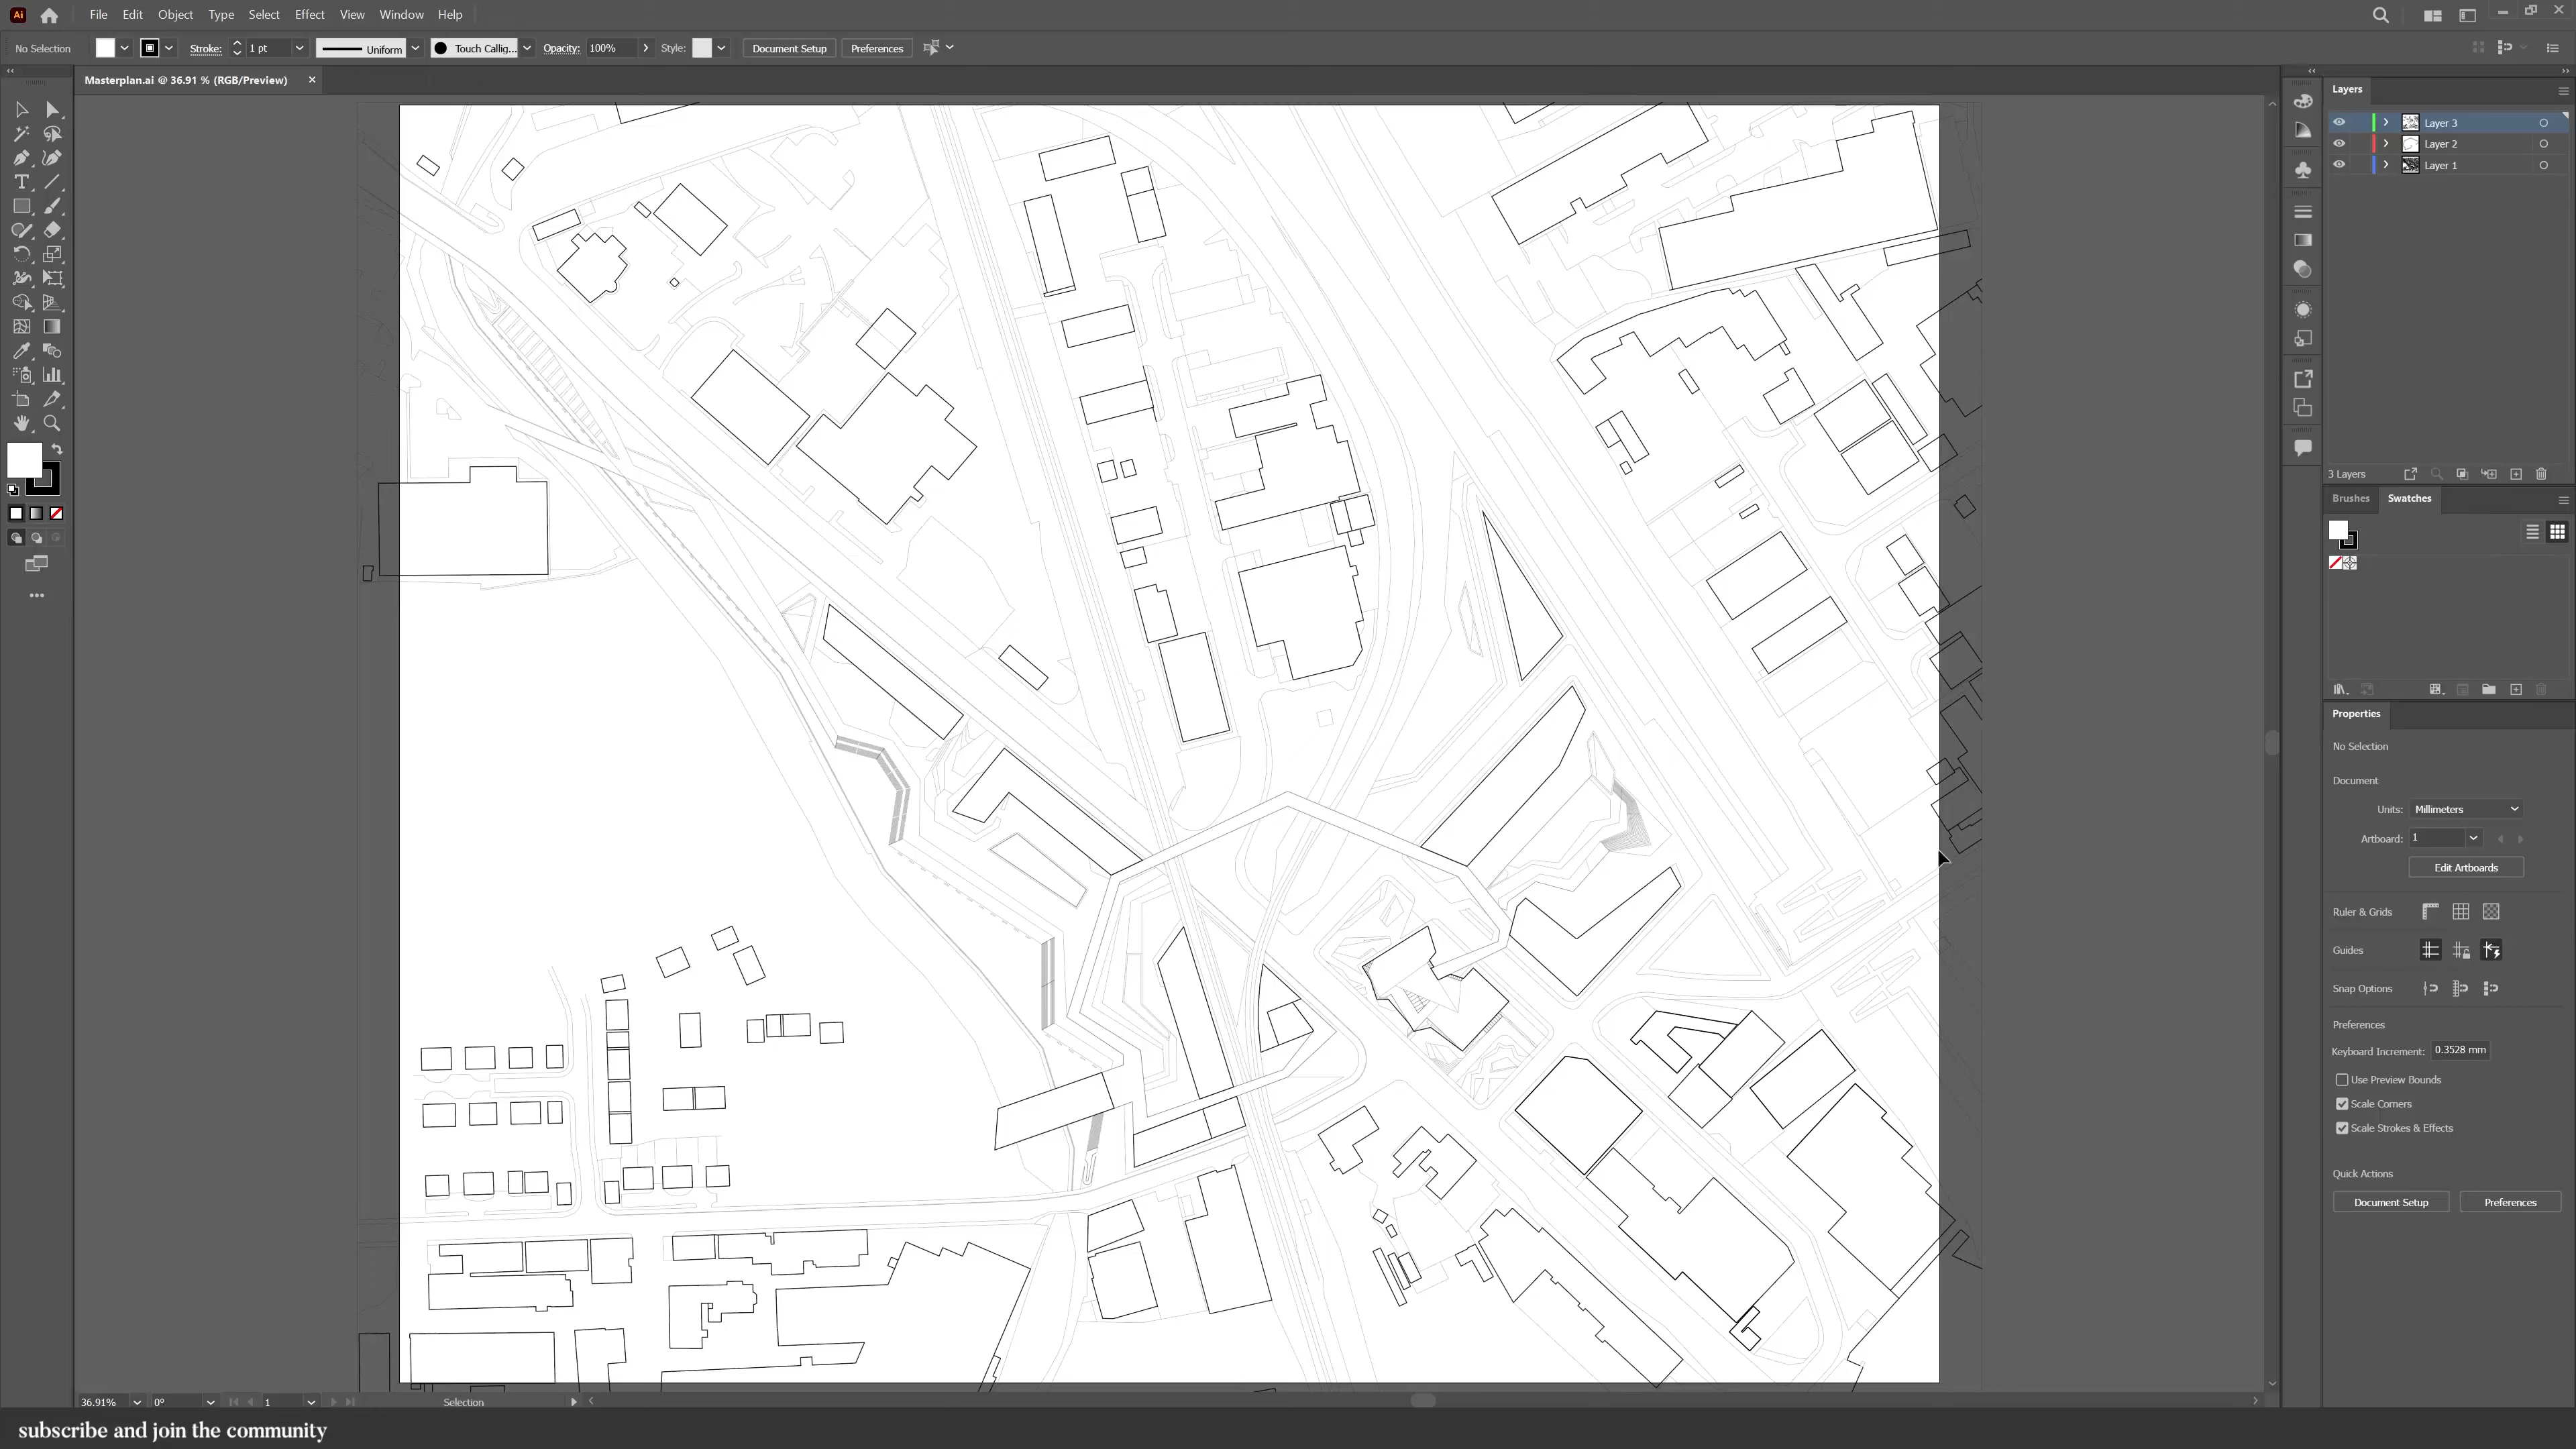 Ai File Edit Object Type Select Effect View Window Help
No Selection Stroke: 1 pt Uniform Touch Callig... Opacity: 100% Style: Document Setup Preferences
Masterplan.ai @ 36.91 % (RGB/Preview)
Layers
Layer 3
Layer 2
Layer 1
3 Layers
Brushes Swatches
Properties
No Selection
Document
Units: Millimeters
Artboard: 1
Edit Artboards
Ruler & Grids
Guides
Snap Options
Preferences
Keyboard Increment: 0.3528 mm
Use Preview Bounds
Scale Corners
Scale Strokes & Effects
Quick Actions
Document Setup Preferences
36.91% 0° 1 Selection
subscribe and join the community